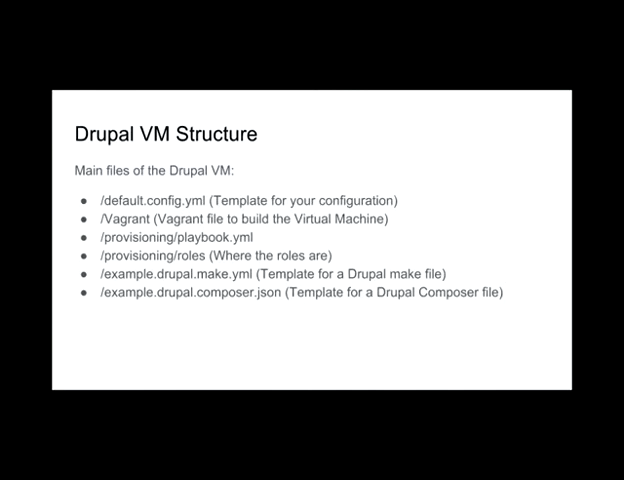 Drupal VM Structure
Main files of the Drupal VM:
● /default.config.yml (Template for your configuration)
● /Vagrant (Vagrant file to build the Virtual Machine)
● /provisioning/playbook.yml
● /provisioning/roles (Where the roles are)
● /example.drupal.make.yml (Template for a Drupal make file)
● /example.drupal.composer.json (Template for a Drupal Composer file)